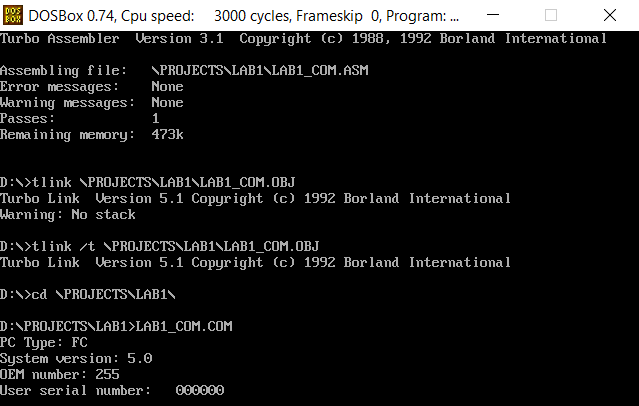 DOS BOX
DOSBox 0.74, Cpu speed:    3000 cycles, Frameskip  0, Program: ...
Turbo Assembler  Version 3.1  Copyright (c) 1988, 1992 Borland International
Assembling file:   \PROJECTS\LAB1\LAB1_COM.ASM
Error messages:    None
Warning messages:  None
Passes:            1
Remaining memory:  473k
D:\>tlink \PROJECTS\LAB1\LAB1_COM.OBJ
Turbo Link  Version 5.1 Copyright (c) 1992 Borland International
Warning: No stack
D:\>tlink /t \PROJECTS\LAB1\LAB1_COM.OBJ
Turbo Link  Version 5.1 Copyright (c) 1992 Borland International
D:\>cd \PROJECTS\LAB1\
D:\PROJECTS\LAB1>LAB1_COM.COM
PC Type: FC
System version: 5.0
OEM number: 255
User serial number:   000000